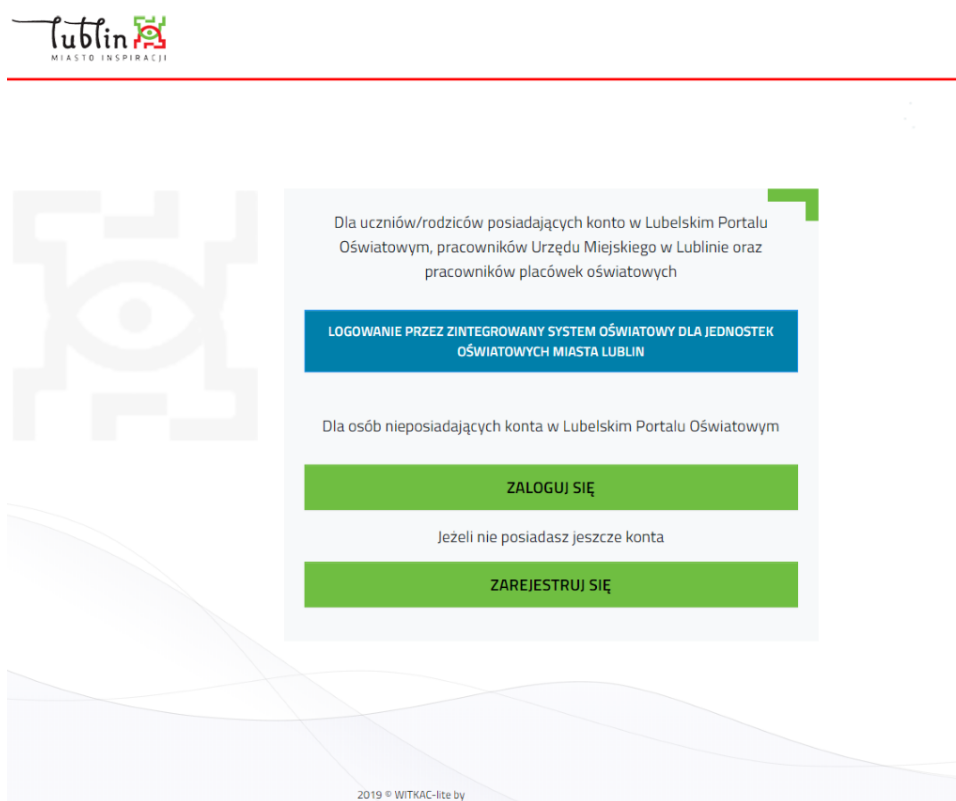 lublin
MIASTO INSPIRACJI
Dla uczniów/rodziców posiadających konto w Lubelskim Portalu
Oświatowym, pracowników Urzędu Miejskiego w Lublinie oraz
pracowników placówek oświatowych
LOGOWANIE PRZEZ ZINTEGROWANY SYSTEM OŚWIATOWY DLA JEDNOSTEK
OŚWIATOWYCH MIASTA LUBLIN
Dla osób nieposiadających konta w Lubelskim Portalu Oświatowym
ZALOGUJ SIĘ
Jeżeli nie posiadasz jeszcze konta
ZAREJESTRUJ SIĘ
2019 © WITKAC-lite by